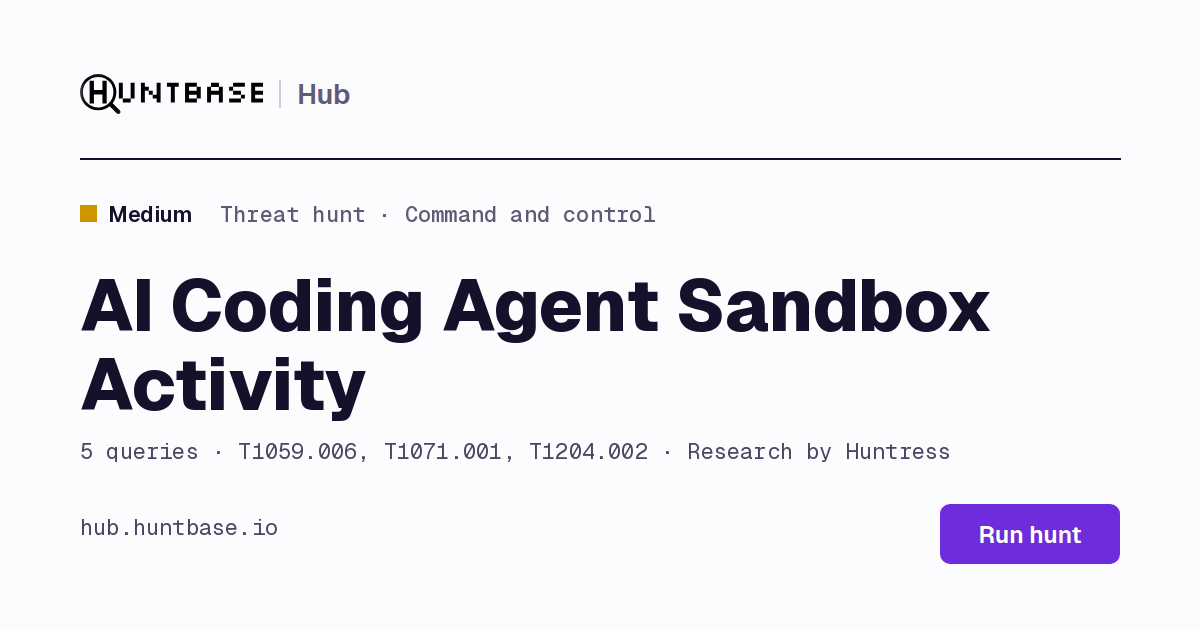 HUNTBASE | Hub
Medium Threat hunt · Command and control
AI Coding Agent Sandbox
Activity
5 queries · T1059.006, T1071.001, T1204.002 · Research by Huntress
hub.huntbase.io
Run hunt